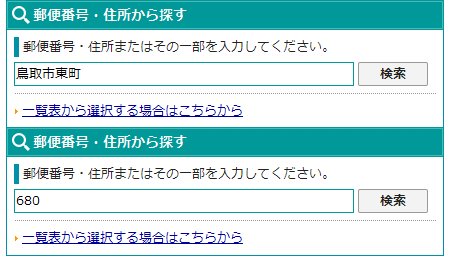 郵便番号・住所から探す
郵便番号・住所またはその一部を入力してください。
鳥取市東町 検索
一覧表から選択する場合はこちらから
郵便番号・住所から探す
郵便番号・住所またはその一部を入力してください。
680 検索
一覧表から選択する場合はこちらから